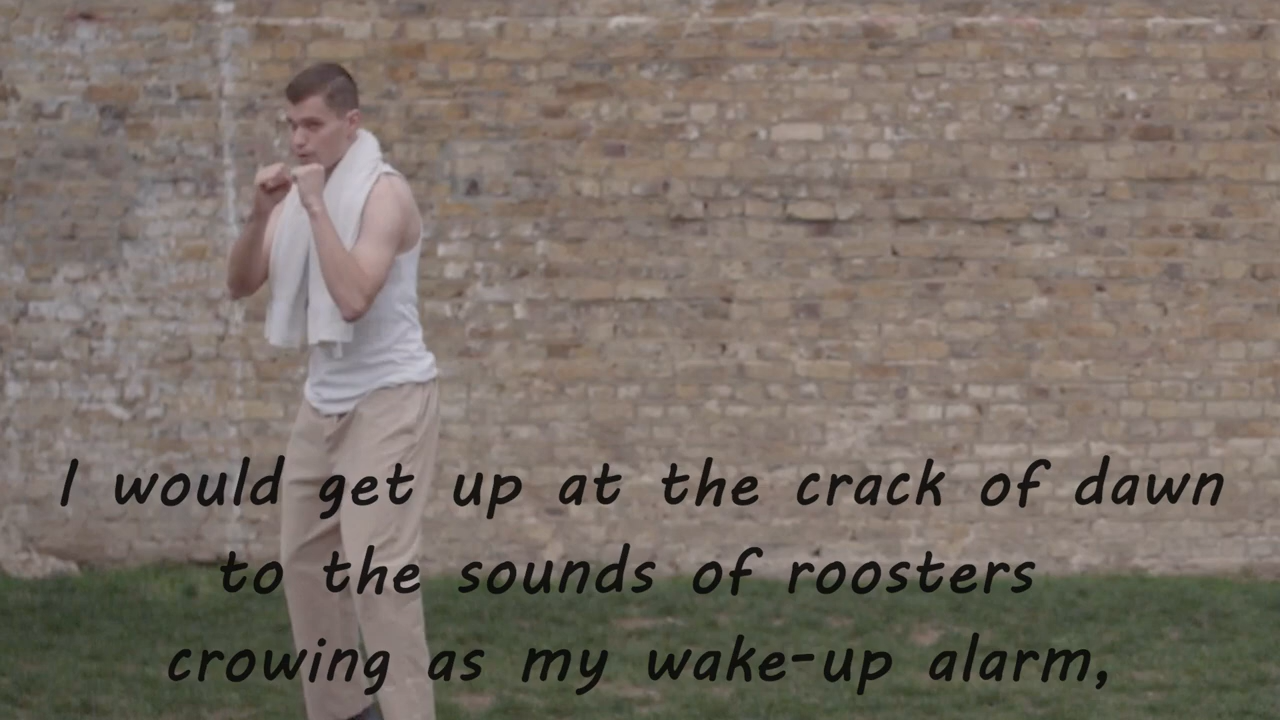 I would get up at the crack of dawn
to the sounds of roosters
crowing as my wake-up alarm,